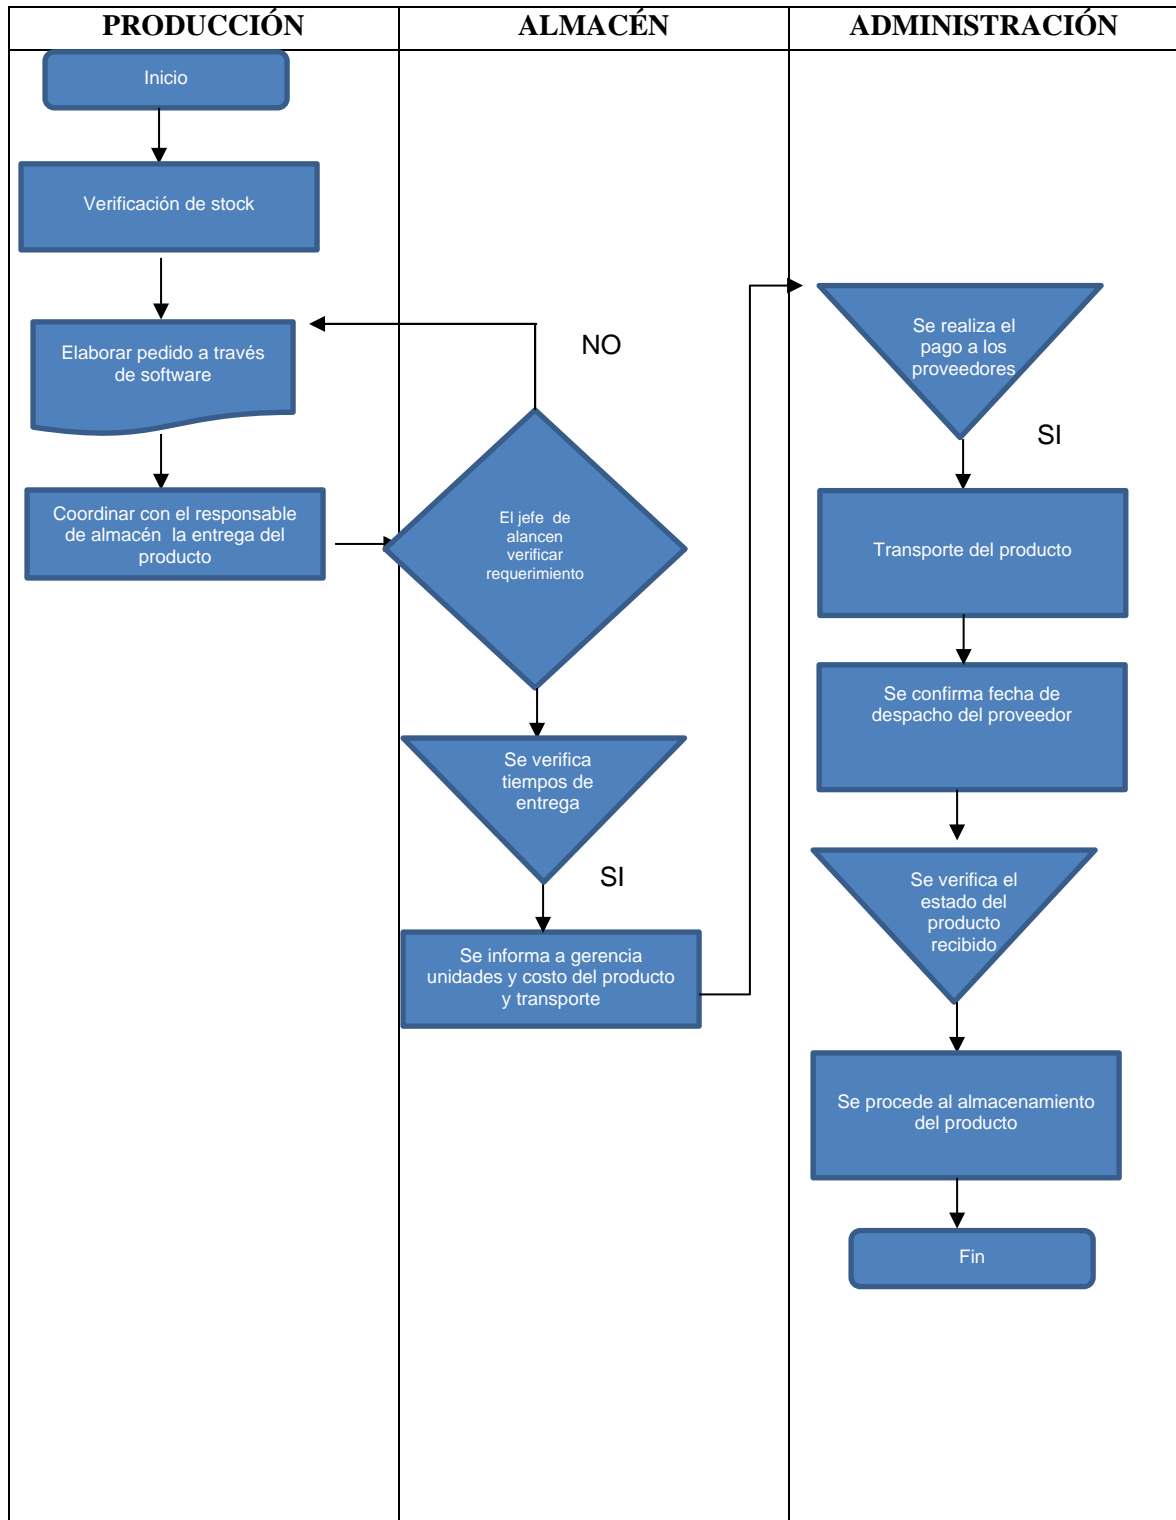 PRODUCCIÓN
ALMACÉN
ADMINISTRACIÓN
Inicio
Verificación de stock
Elaborar pedido a través
de software
Coordinar con el responsable
de almacén la entrega del
producto
NO
El jefe de
alancen
verificar
requerimiento
Se verifica
tiempos de
entrega
SI
Se informa a gerencia
unidades y costo del producto
y transporte
Se realiza el
pago a los
proveedores
SI
Transporte del producto
Se confirma fecha de
despacho del proveedor
Se verifica el
estado del
producto
recibido
Se procede al almacenamiento
del producto
Fin